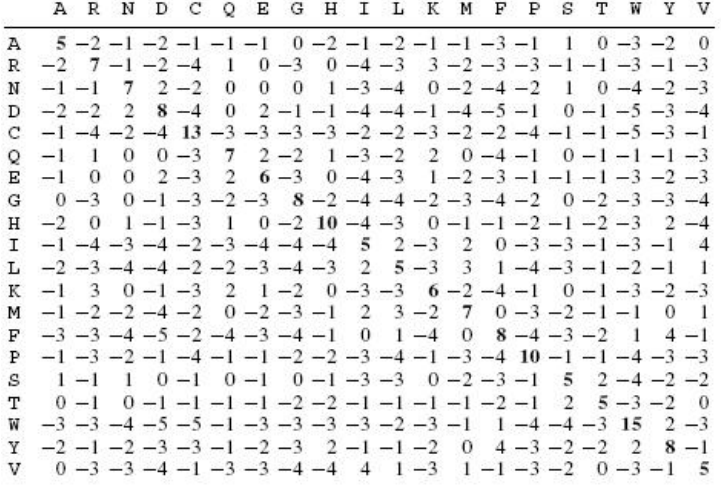 A R N D C Q E G H I L K M F P S T W Y V
A 5 −2 −1 −2 −1 −1 −1 0 −2 −1 −2 −1 −1 −3 −1 1 0 −3 −2 0
R −2 7 −1 −2 −4 1 0 −3 0 −4 −3 3 −2 −3 −3 −1 −1 −3 −1 −3
N −1 −1 7 2 −2 0 0 0 1 −3 −4 0 −2 −4 −2 1 0 −4 −2 −3
D −2 −2 2 8 −4 0 2 −1 −1 −4 −4 −1 −4 −5 −1 0 −1 −5 −3 −4
C −1 −4 −2 −4 13 −3 −3 −3 −3 −2 −2 −3 −2 −2 −4 −1 −1 −5 −3 −1
Q −1 1 0 0 −3 7 2 −2 1 −3 −2 2 0 −4 −1 0 −1 −1 −1 −3
E −1 0 0 2 −3 2 6 −3 0 −4 −3 1 −2 −3 −1 −1 −1 −3 −2 −3
G 0 −3 0 −1 −3 −2 −3 8 −2 −4 −4 −2 −3 −4 −2 0 −2 −3 −3 −4
H −2 0 1 −1 −3 1 0 −2 10 −4 −3 0 −1 −1 −2 −1 −2 −3 2 −4
I −1 −4 −3 −4 −2 −3 −4 −4 −4 5 2 −3 2 0 −3 −3 −1 −3 −1 4
L −2 −3 −4 −4 −2 −2 −3 −4 −3 2 5 −3 3 1 −4 −3 −1 −2 −1 1
K −1 3 0 −1 −3 2 1 −2 0 −3 −3 6 −2 −4 −1 0 −1 −3 −2 −3
M −1 −2 −2 −4 −2 0 −2 −3 −1 2 3 −2 7 0 −3 −2 −1 −1 0 1
F −3 −3 −4 −5 −2 −4 −3 −4 −1 0 1 −4 0 8 −4 −3 −2 1 4 −1
P −1 −3 −2 −1 −4 −1 −1 −2 −2 −3 −4 −1 −3 −4 10 −1 −1 −4 −3 −3
S 1 −1 1 0 −1 0 −1 0 −1 −3 −3 0 −2 −3 −1 5 2 −4 −2 −2
T 0 −1 0 −1 −1 −1 −1 −2 −2 −1 −1 −1 −1 −2 −1 2 5 −3 −2 0
W −3 −3 −4 −5 −5 −1 −3 −3 −3 −3 −2 −3 −1 1 −4 −4 −3 15 2 −3
Y −2 −1 −2 −3 −3 −1 −2 −3 2 −1 −1 −2 0 4 −3 −2 −2 2 8 −1
V 0 −3 −3 −4 −1 −3 −3 −4 −4 4 1 −3 1 −1 −3 −2 0 −3 −1 5